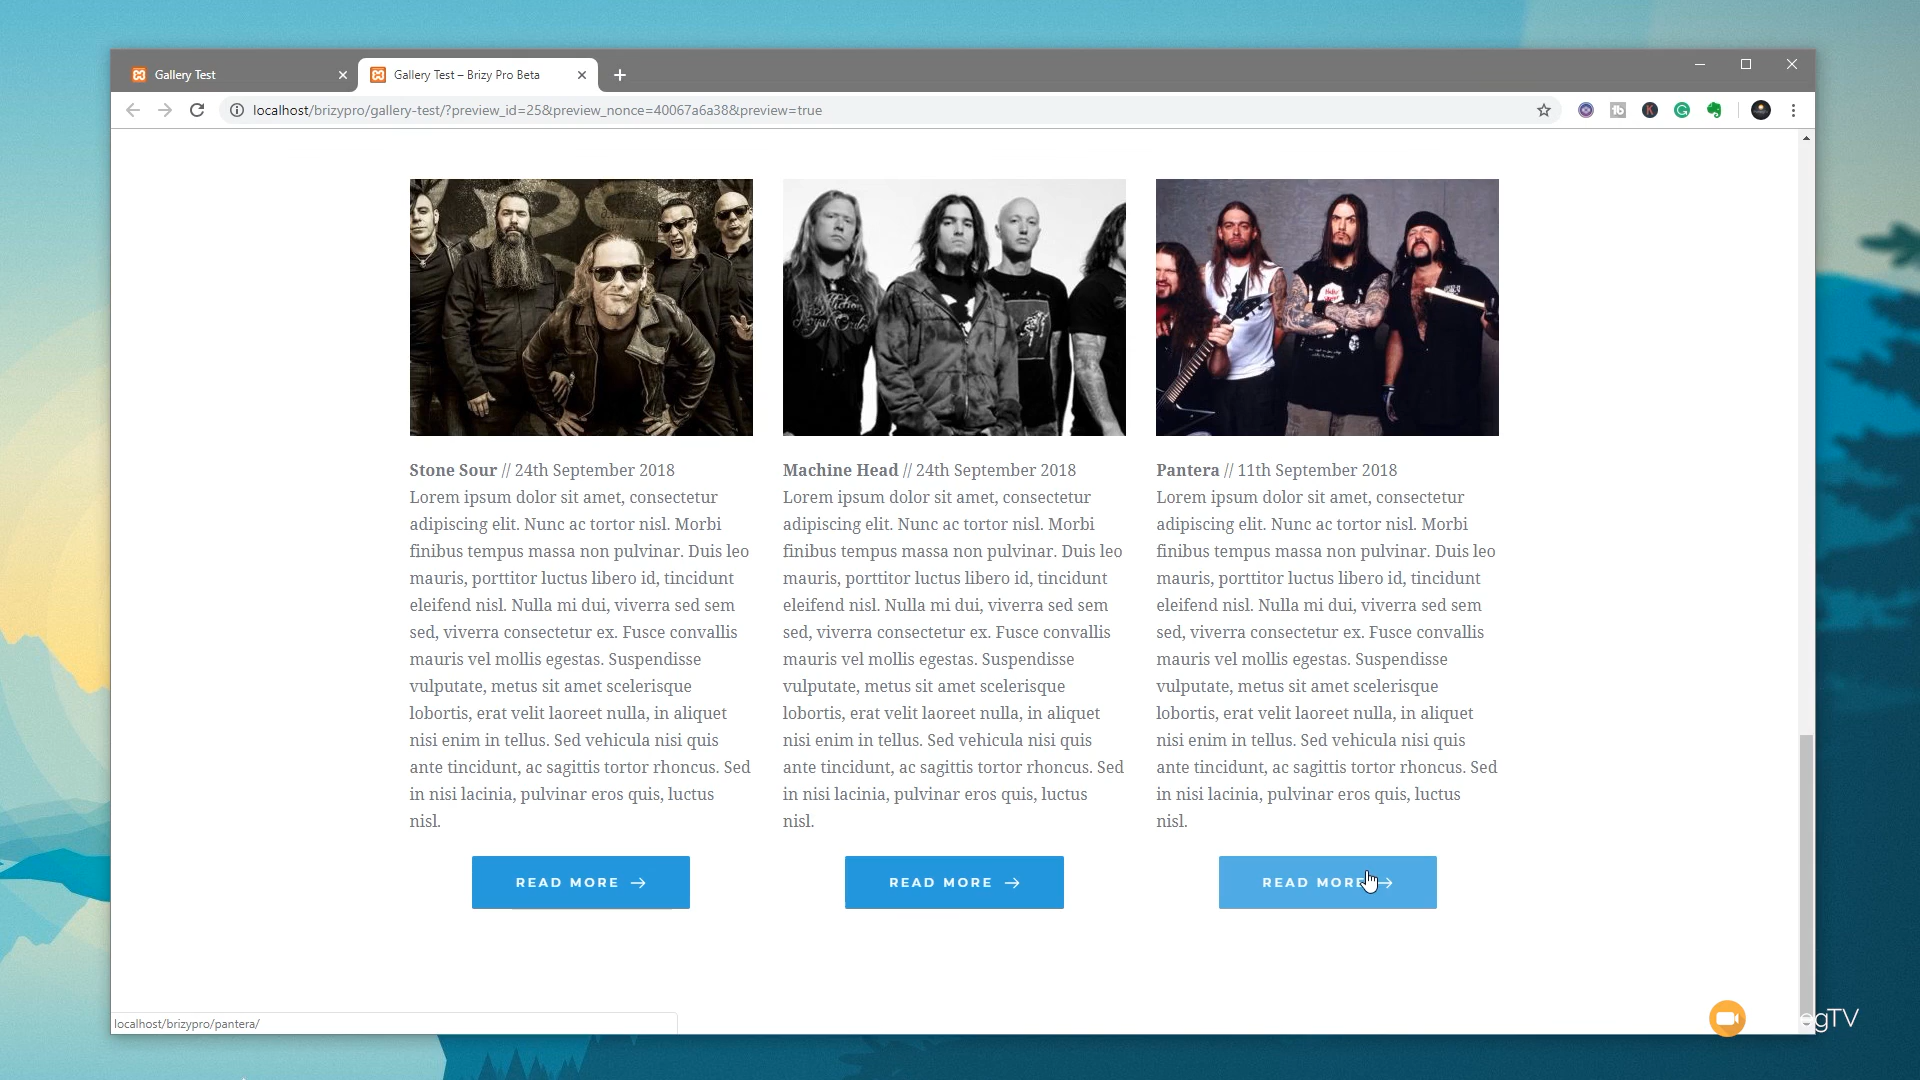 Gallery Test
Gallery Test – Brizy Pro Beta
localhost/brizypro/gallery-test/?preview_id=25&preview_nonce=40067a6a38&preview=true
Stone Sour // 24th September 2018
Lorem ipsum dolor sit amet, consectetur
adipiscing elit. Nunc ac tortor nisl. Morbi
finibus tempus massa non pulvinar. Duis leo
mauris, porttitor luctus libero id, tincidunt
eleifend nisl. Nulla mi dui, viverra sed sem
sed, viverra consectetur ex. Fusce convallis
mauris vel mollis egestas. Suspendisse
vulputate, metus sit amet scelerisque
lobortis, erat velit laoreet nulla, in aliquet
nisi enim in tellus. Sed vehicula nisi quis
ante tincidunt, ac sagittis tortor rhoncus. Sed
in nisi lacinia, pulvinar eros quis, luctus
nisl.
READ MORE →
Machine Head // 24th September 2018
Lorem ipsum dolor sit amet, consectetur
adipiscing elit. Nunc ac tortor nisl. Morbi
finibus tempus massa non pulvinar. Duis leo
mauris, porttitor luctus libero id, tincidunt
eleifend nisl. Nulla mi dui, viverra sed sem
sed, viverra consectetur ex. Fusce convallis
mauris vel mollis egestas. Suspendisse
vulputate, metus sit amet scelerisque
lobortis, erat velit laoreet nulla, in aliquet
nisi enim in tellus. Sed vehicula nisi quis
ante tincidunt, ac sagittis tortor rhoncus. Sed
in nisi lacinia, pulvinar eros quis, luctus
nisl.
READ MORE →
Pantera // 11th September 2018
Lorem ipsum dolor sit amet, consectetur
adipiscing elit. Nunc ac tortor nisl. Morbi
finibus tempus massa non pulvinar. Duis leo
mauris, porttitor luctus libero id, tincidunt
eleifend nisl. Nulla mi dui, viverra sed sem
sed, viverra consectetur ex. Fusce convallis
mauris vel mollis egestas. Suspendisse
vulputate, metus sit amet scelerisque
lobortis, erat velit laoreet nulla, in aliquet
nisi enim in tellus. Sed vehicula nisi quis
ante tincidunt, ac sagittis tortor rhoncus. Sed
in nisi lacinia, pulvinar eros quis, luctus
nisl.
READ MORE →
localhost/brizypro/pantera/